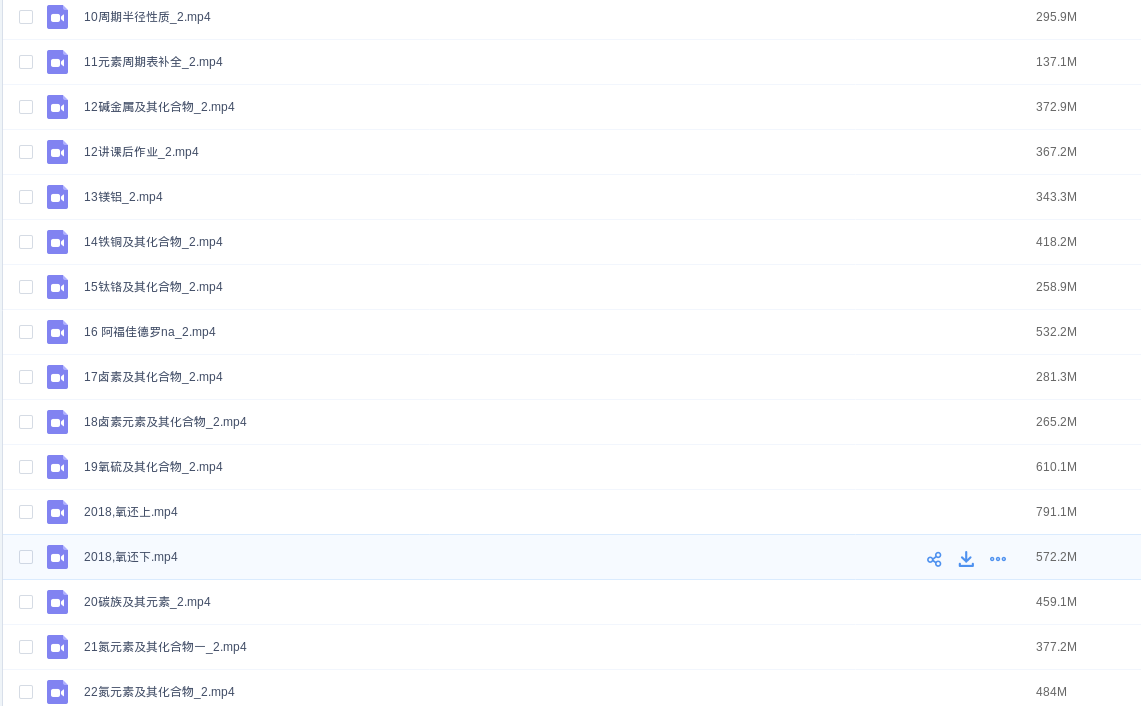 10周期半径性质_2.mp4 295.9M
11元素周期表补全_2.mp4 137.1M
12碱金属及其化合物_2.mp4 372.9M
12讲课后作业_2.mp4 367.2M
13镁铝_2.mp4 343.3M
14铁铜及其化合物_2.mp4 418.2M
15钛铬及其化合物_2.mp4 258.9M
16 阿福佳德罗na_2.mp4 532.2M
17卤素及其化合物_2.mp4 281.3M
18卤素元素及其化合物_2.mp4 265.2M
19氧硫及其化合物_2.mp4 610.1M
2018,氧还上.mp4 791.1M
2018,氧还下.mp4 572.2M
20碳族及其元素_2.mp4 459.1M
21氮元素及其化合物一_2.mp4 377.2M
22氮元素及其化合物_2.mp4 484M